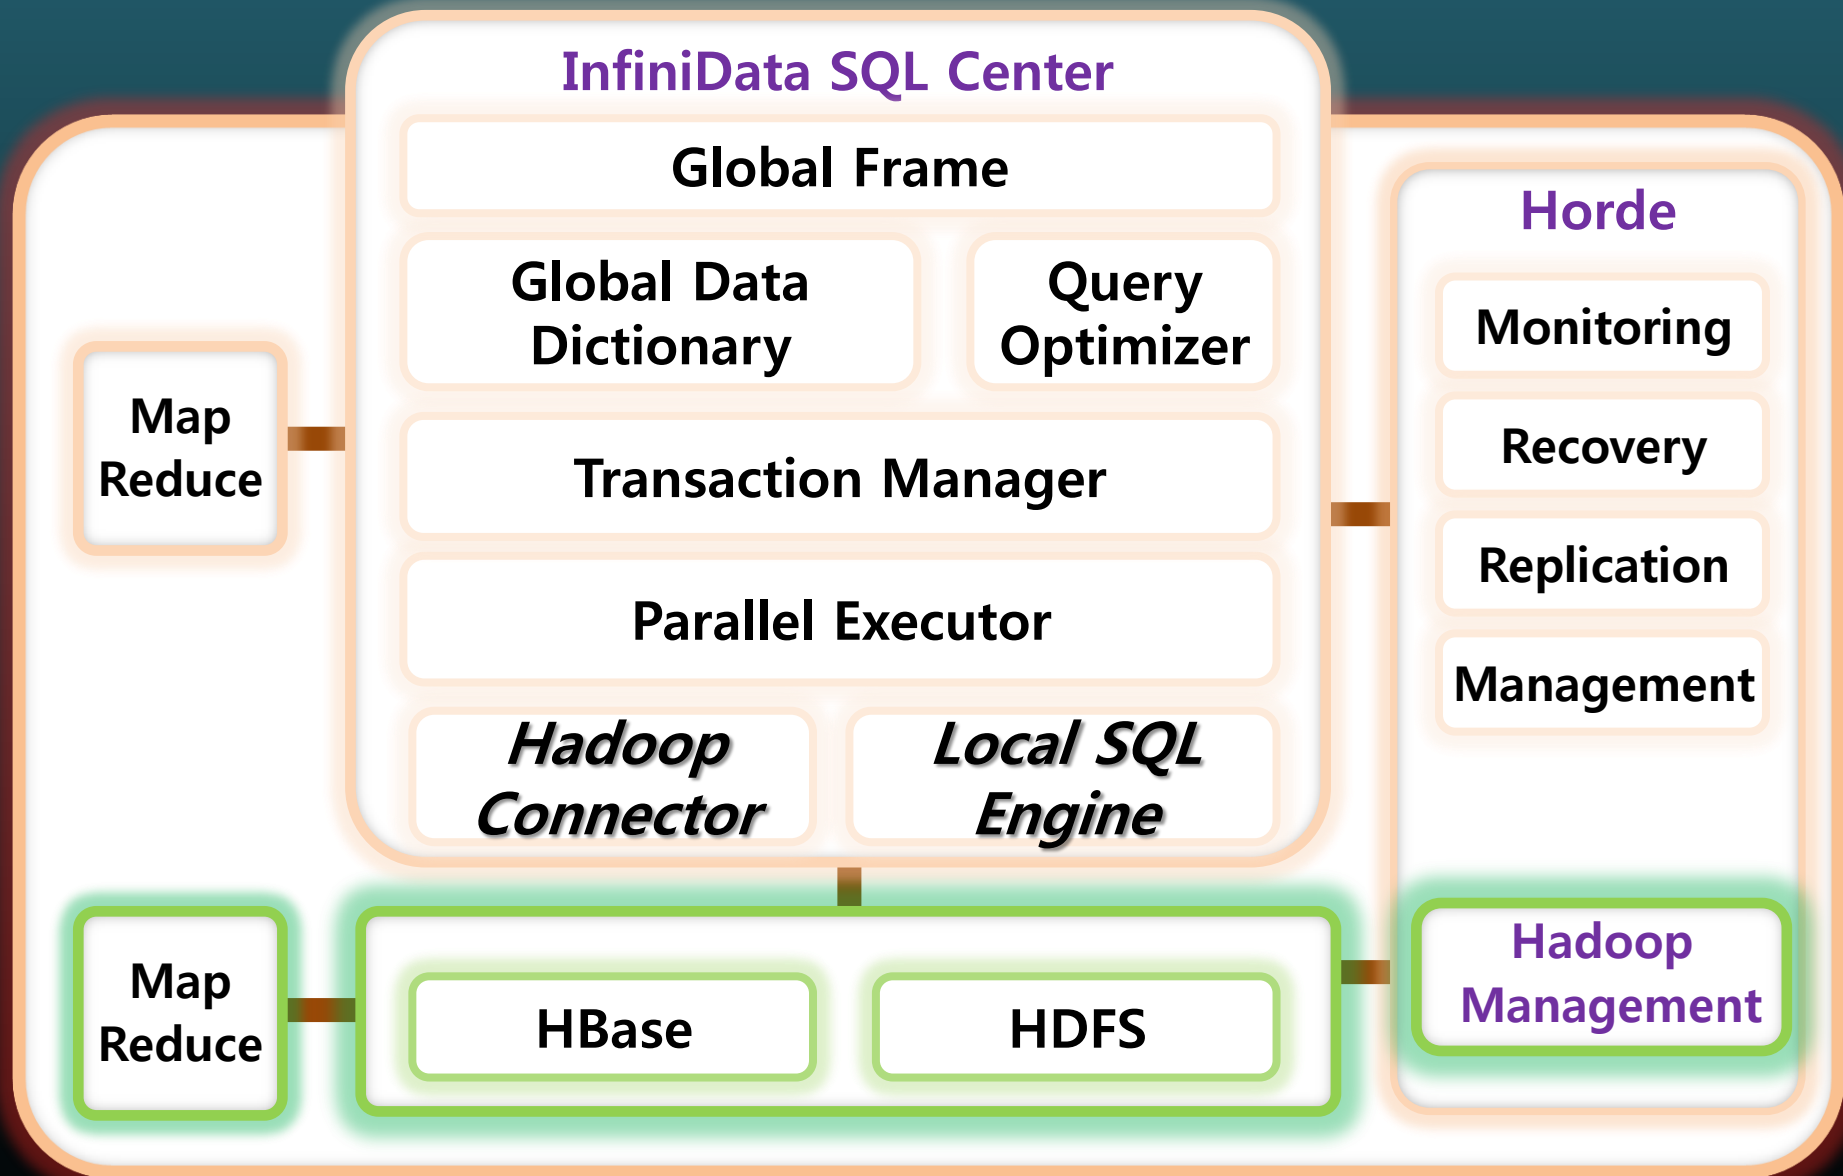 InfiniData SQL Center
Global Frame
Global Data
Dictionary
Query
Optimizer
Transaction Manager
Parallel Executor
Hadoop
Connector
Local SQL
Engine
Map
Reduce
Horde
Monitoring
Recovery
Replication
Management
Map
Reduce
HBase
HDFS
Hadoop
Management